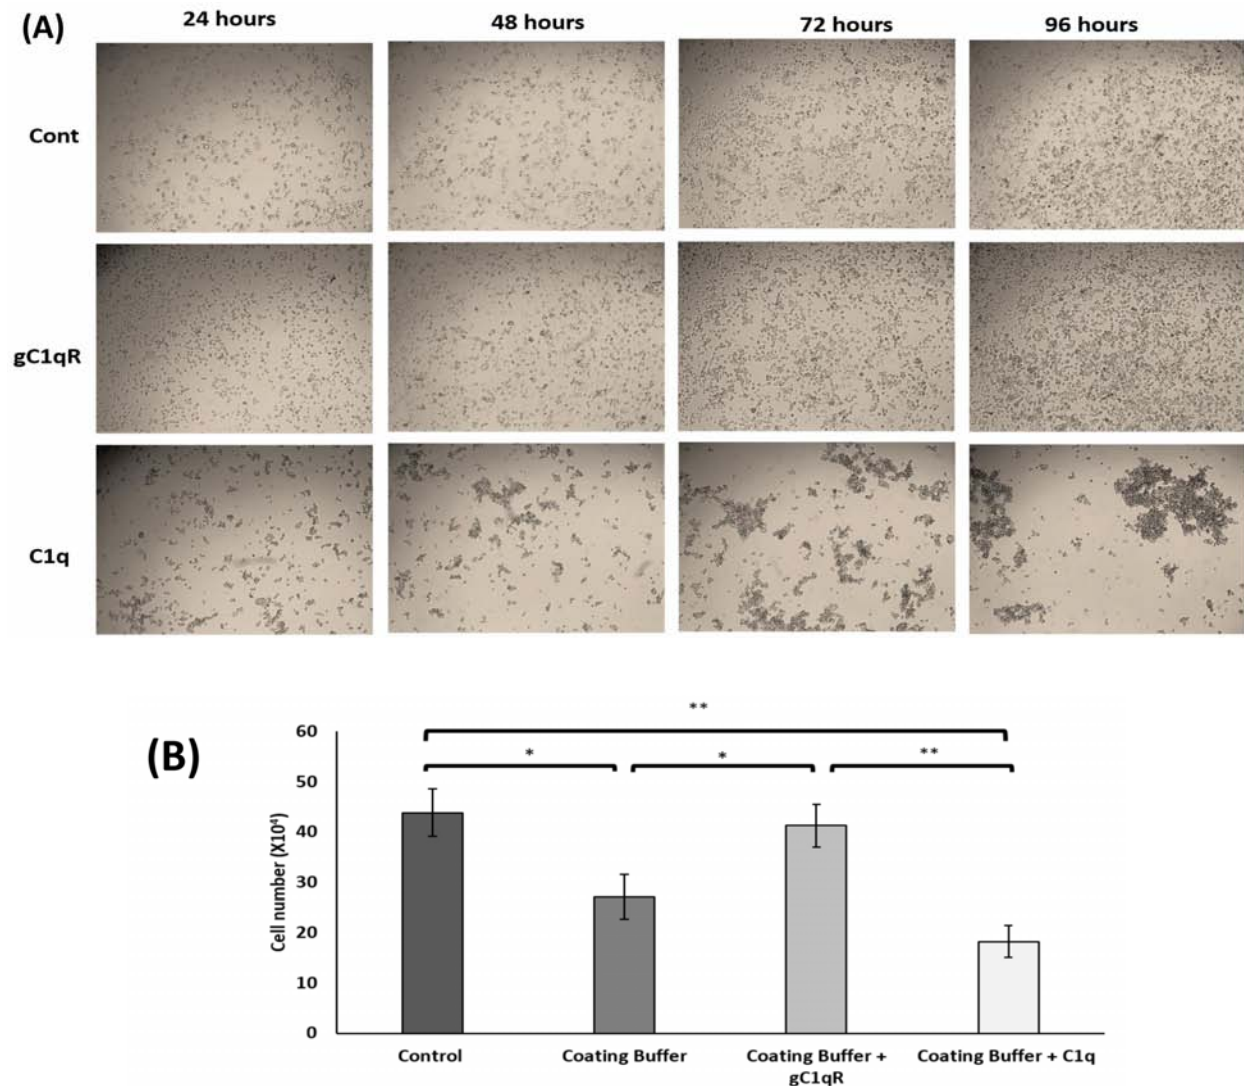 (A)
24 hours
48 hours
72 hours
96 hours
Cont
gC1qR
C1q
(B)
**
*
*
**
Cell number (X10⁴)
60
50
40
30
20
10
0
Control
Coating Buffer
Coating Buffer +
gC1qR
Coating Buffer + C1q